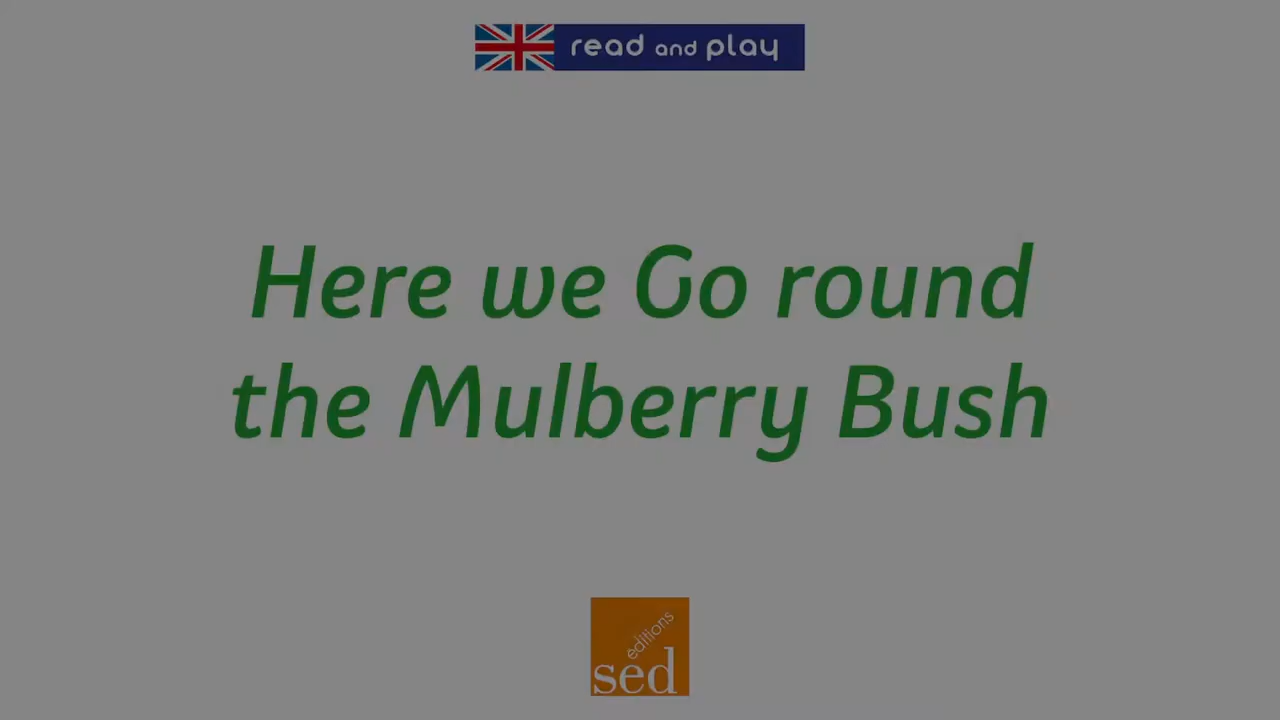 read and play
Here we Go round
the Mulberry Bush
editions
sed